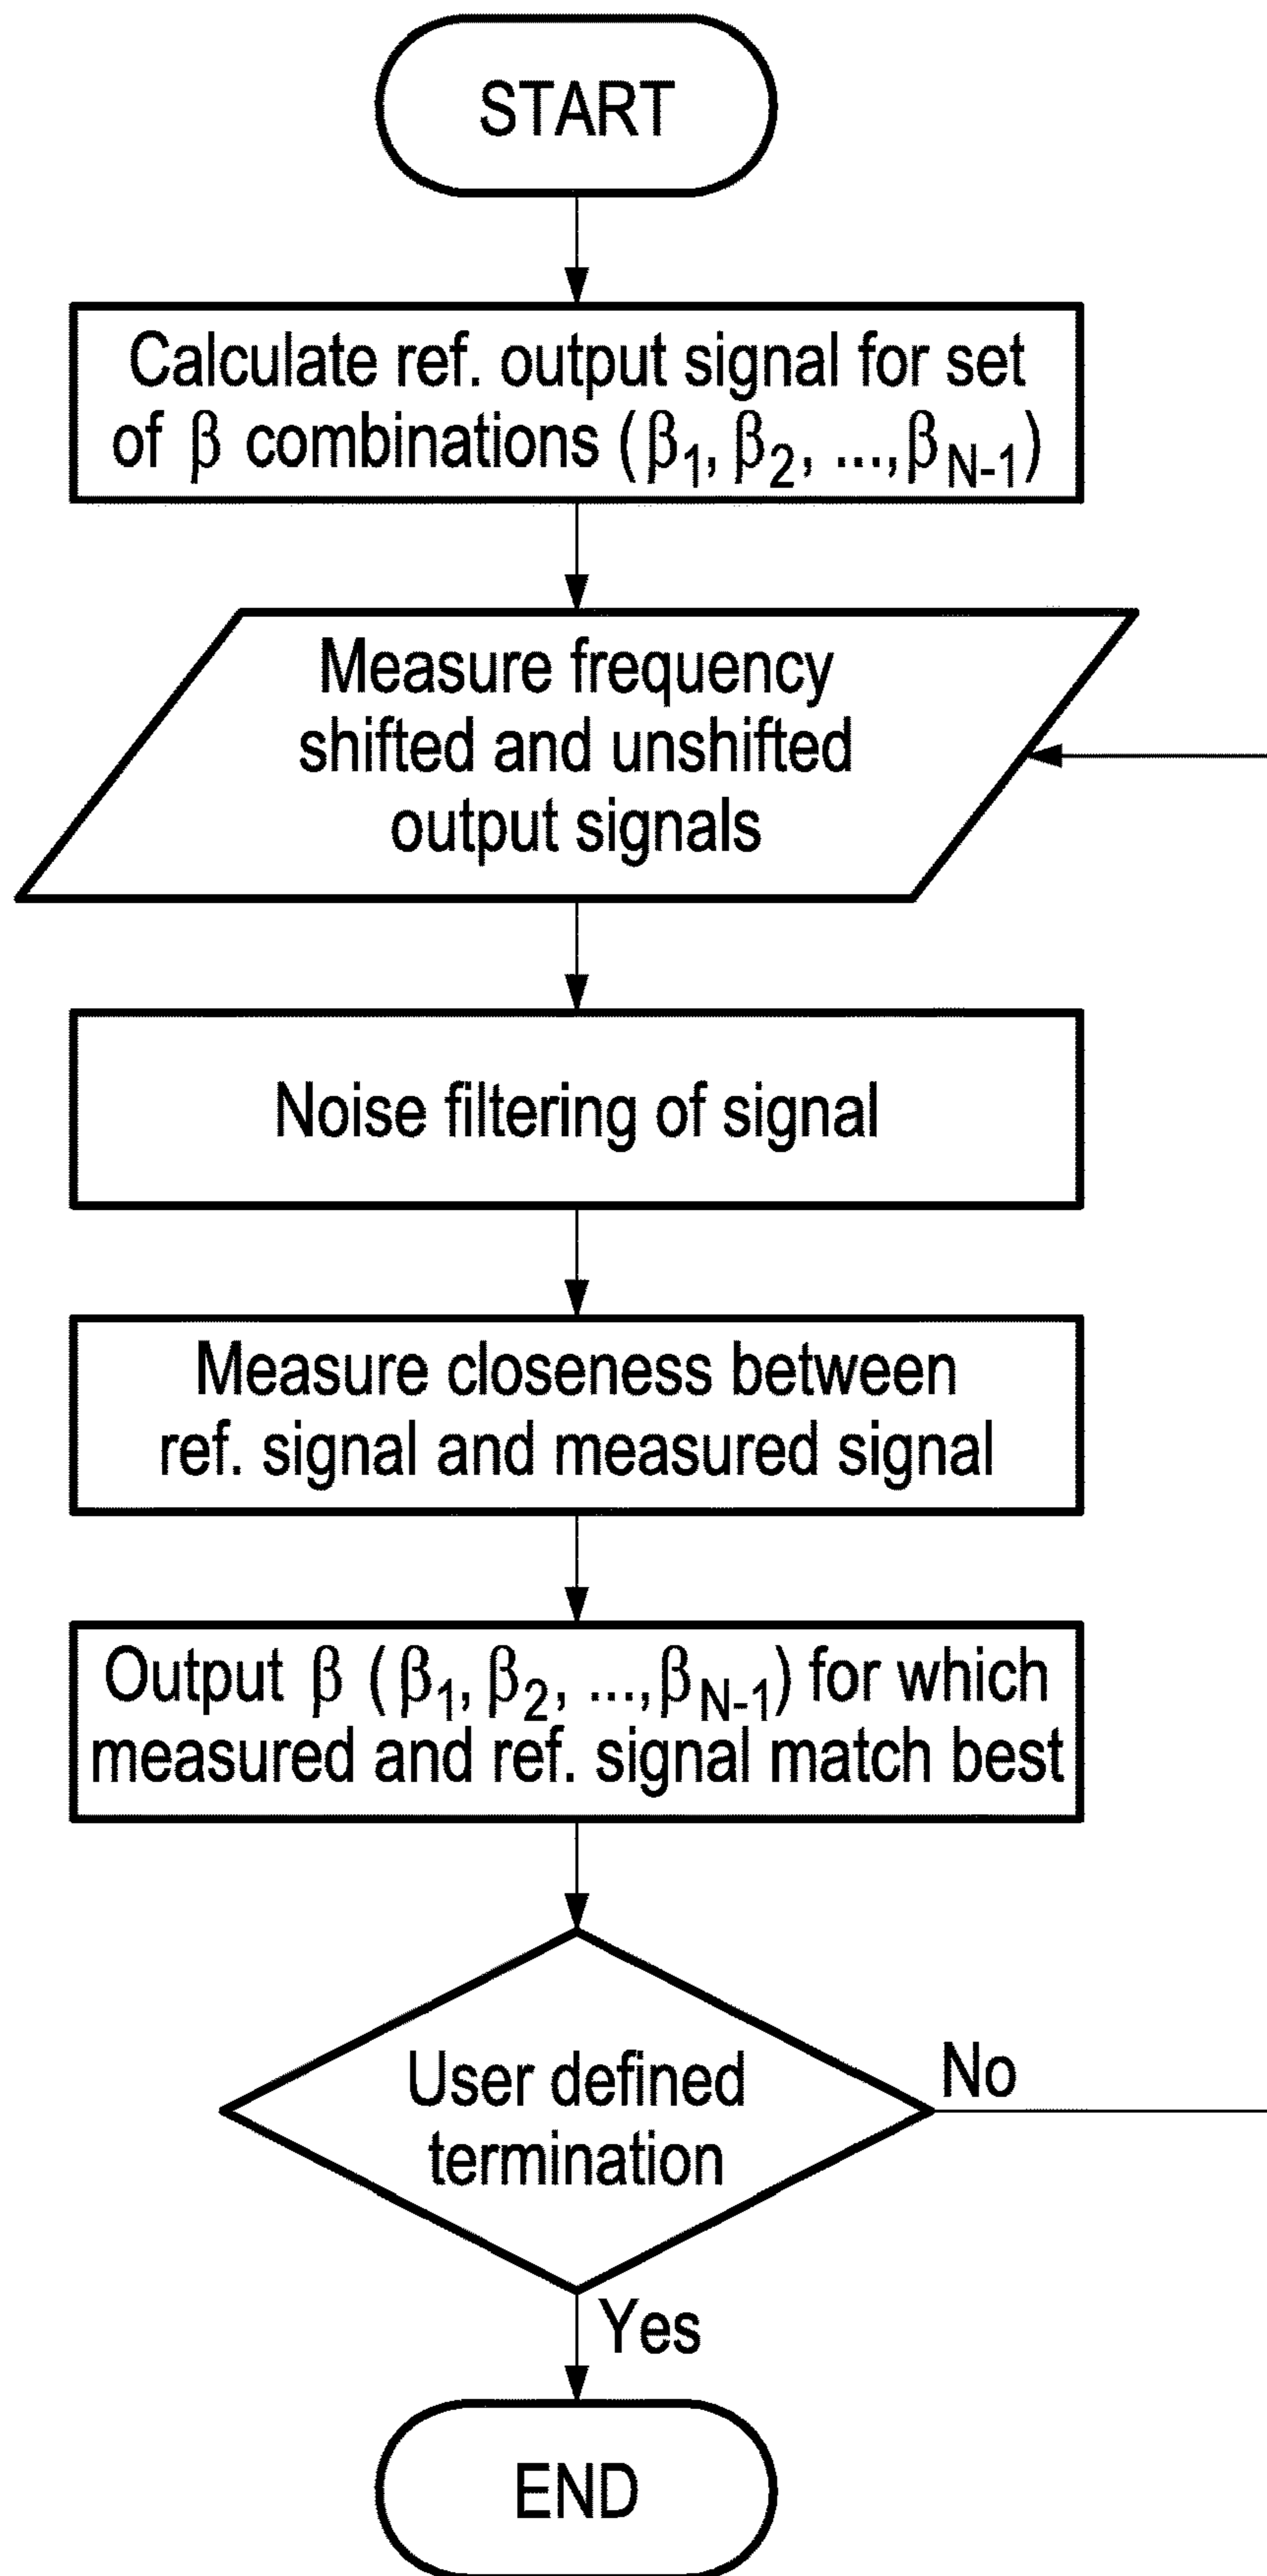 START
Calculate ref. output signal for set
of β combinations (β₁, β₂, ...,β_N-1)
Measure frequency
shifted and unshifted
output signals
Noise filtering of signal
Measure closeness between
ref. signal and measured signal
Output β (β₁, β₂, ...,β_N-1) for which
measured and ref. signal match best
User defined
termination
No
Yes
END